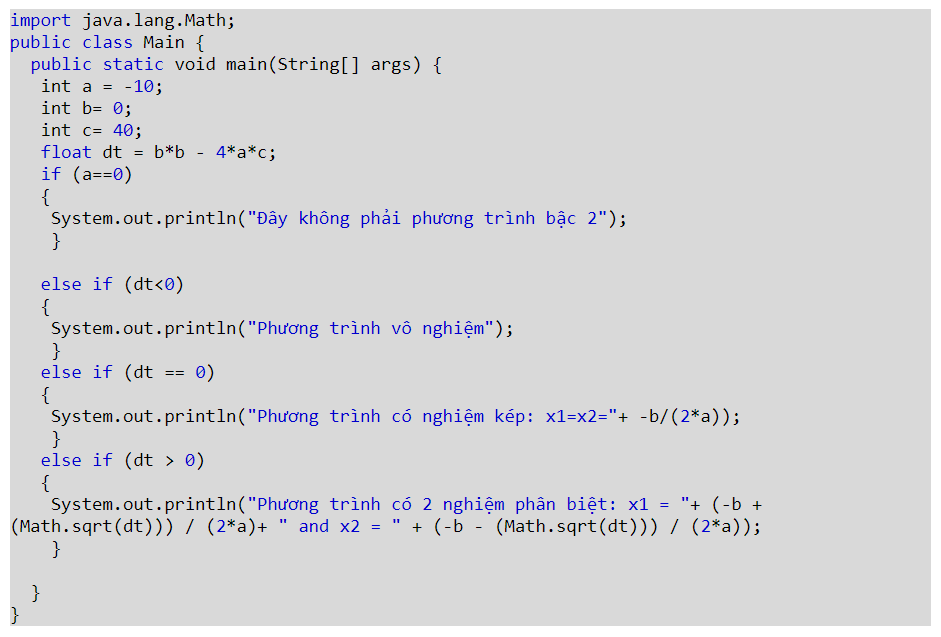 import java.lang.Math;
public class Main {
  public static void main(String[] args) {
   int a = -10;
   int b= 0;
   int c= 40;
   float dt = b*b - 4*a*c;
   if (a==0)
   {
    System.out.println("Đây không phải phương trình bậc 2");
    }
   else if (dt<0)
   {
    System.out.println("Phương trình vô nghiệm");
    }
   else if (dt == 0)
   {
    System.out.println("Phương trình có nghiệm kép: x1=x2="+ -b/(2*a));
    }
   else if (dt > 0)
   {
    System.out.println("Phương trình có 2 nghiệm phân biệt: x1 = "+ (-b +
(Math.sqrt(dt))) / (2*a)+ " and x2 = " + (-b - (Math.sqrt(dt))) / (2*a));
    }
  }
}